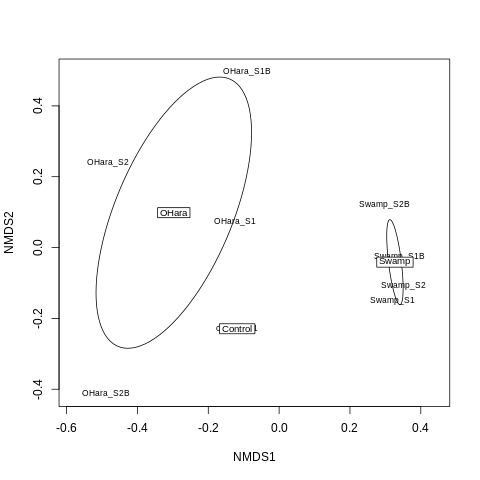 OHara_S1B
0.4
OHara_S2
0.2
Swamp_S2B
OHara
OHara_S1
NMDS2
0.0
Swamp_S1B
Swamp
Swamp_S2
Swamp_S1
-0.2
Control
-0.4
OHara_S2B
-0.6
-0.4
-0.2
0.0
0.2
0.4
NMDS1